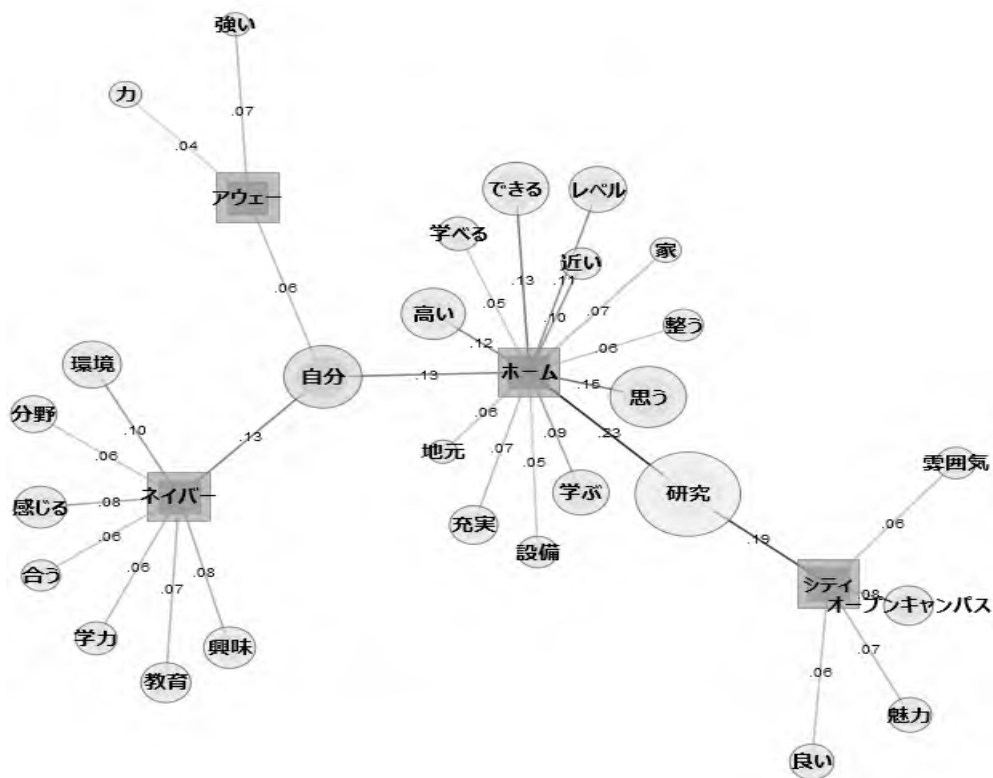 強い
力
.07
.04
アウェー
.06
できる
レベル
学べる
近い
家
.13
.11
.05
.10
.07
高い
整う
.12
.06
環境
自分
.13
ホーム
.15
思う
分野
.10
.13
.06
.09
.23
地元
.07
.05
雰囲気
.06
感じる
.08
ネイバー
学ぶ
研究
充実
設備
.06
.19
.06
合う
.06
.07
.08
シティ
.08
オープンキャンパス
学力
興味
.07
.06
教育
魅力
良い